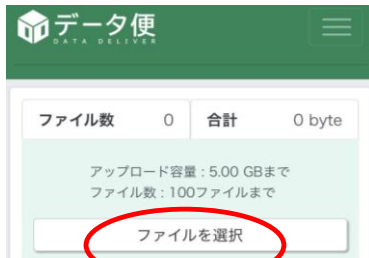 データ便
DATA DELIVER
ファイル数 0 合計 0 byte
アップロード容量 : 5.00 GBまで
ファイル数 : 100ファイルまで
ファイルを選択